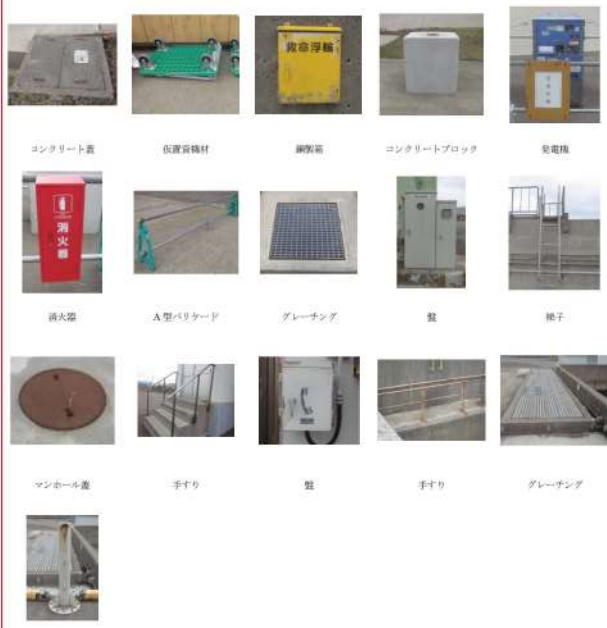 コンクリート蓋
仮置資機材
救命浮輪
鋼製箱
コンクリートブロック
発電機
消火器
消火器
A型バリケード
グレーチング
盤
梯子
マンホール蓋
手すり
盤
手すり
グレーチング